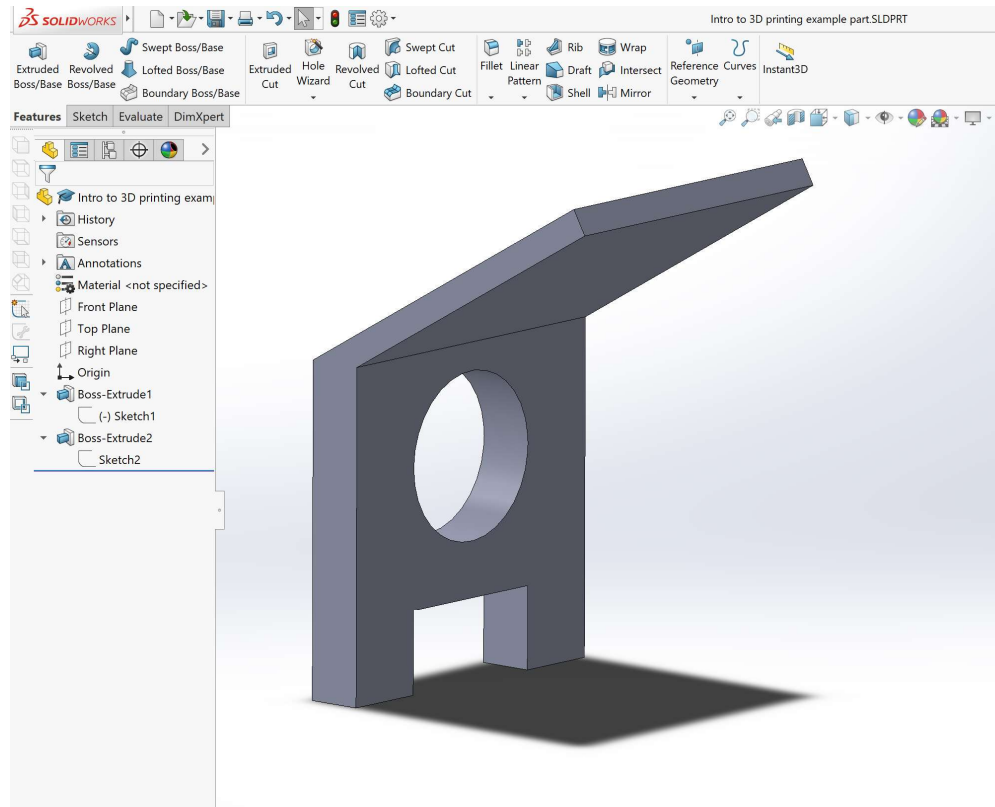 SOLIDWORKS
Intro to 3D printing example part.SLDPRT
Extruded Boss/Base
Revolved Boss/Base
Swept Boss/Base
Lofted Boss/Base
Boundary Boss/Base
Extruded Cut
Hole Wizard
Revolved Cut
Swept Cut
Lofted Cut
Boundary Cut
Fillet
Linear Pattern
Rib
Draft
Shell
Wrap
Intersect
Mirror
Reference Geometry
Curves
Instant3D
Features Sketch Evaluate DimXpert
Intro to 3D printing exam
History
Sensors
Annotations
Material <not specified>
Front Plane
Top Plane
Right Plane
Origin
Boss-Extrude1
(-) Sketch1
Boss-Extrude2
Sketch2